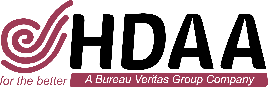 HDAA
for the better
A Bureau Veritas Group Company